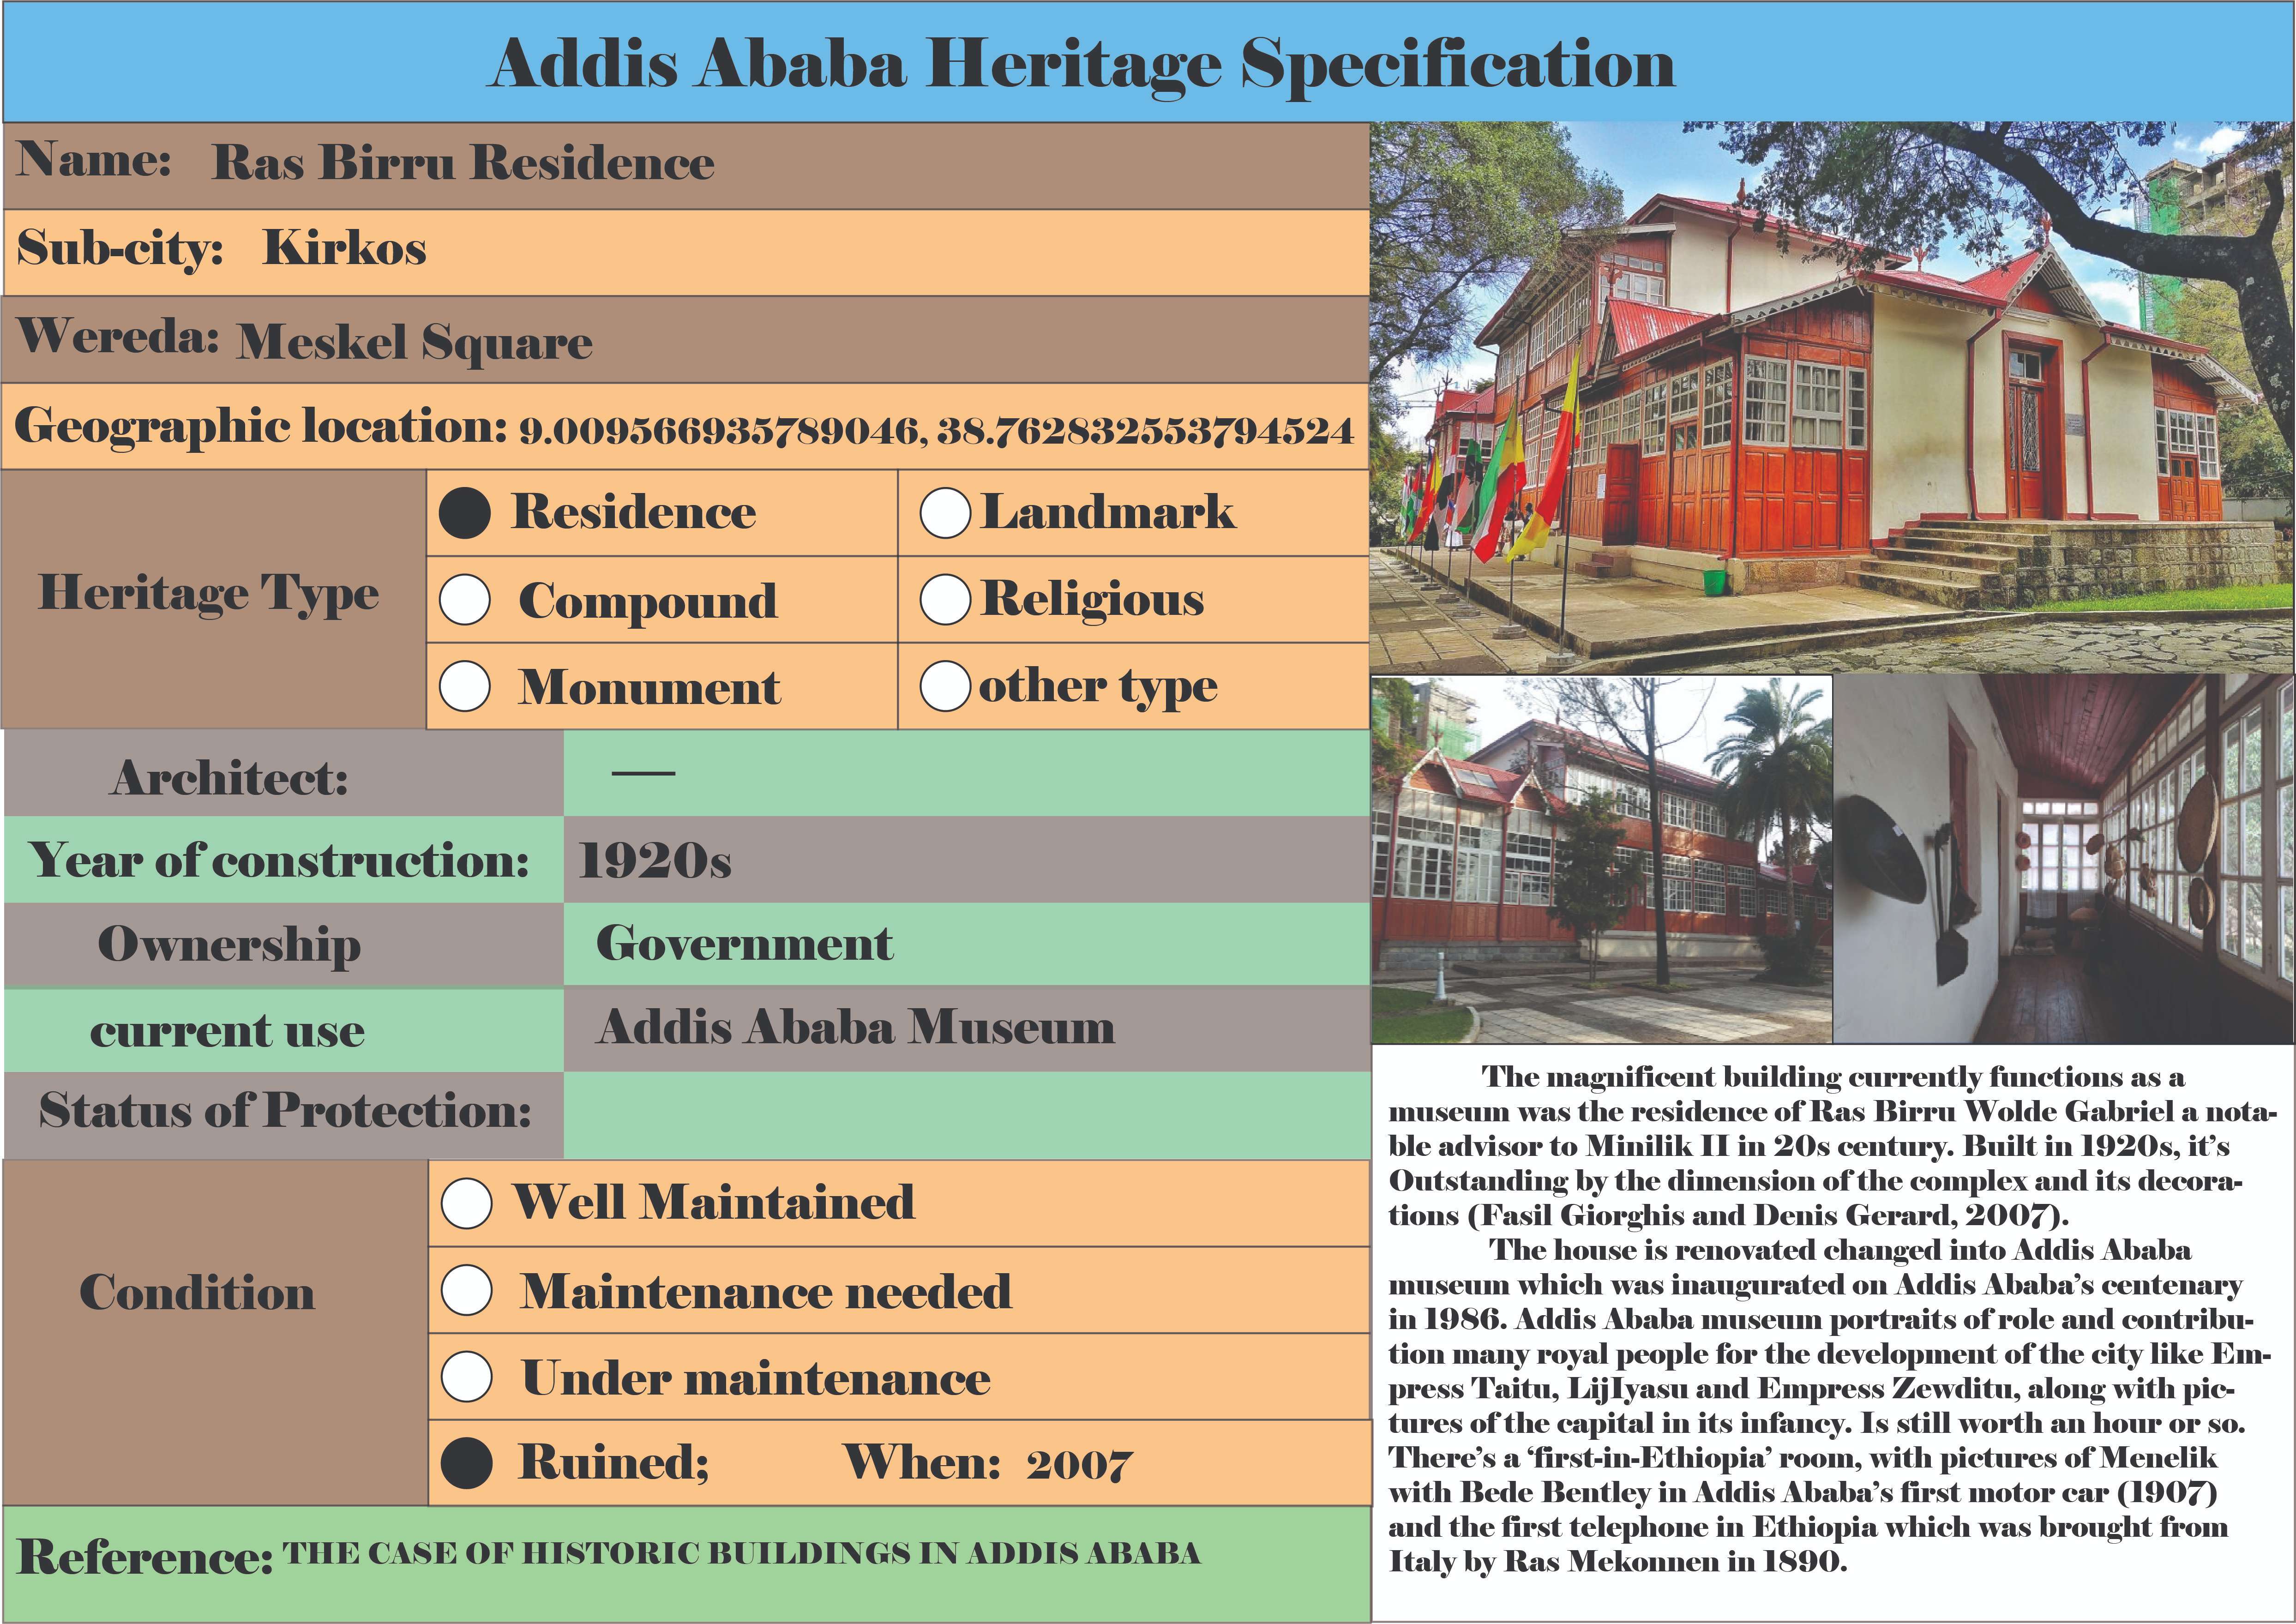 Addis Ababa Heritage Specification
Name: Ras Birru Residence
Sub-city: Kirkos
Wereda: Meskel Square
Geographic location: 9.009566935789046, 38.762832553794524
Heritage Type
Residence
Landmark
Compound
Religious
Monument
other type
Architect: —
Year of construction: 1920s
Ownership Government
current use Addis Ababa Museum
Status of Protection:
Condition
Well Maintained
Maintenance needed
Under maintenance
Ruined; When: 2007
Reference: THE CASE OF HISTORIC BUILDINGS IN ADDIS ABABA
The magnificent building currently functions as a
museum was the residence of Ras Birru Wolde Gabriel a nota-
ble advisor to Minilik II in 20s century. Built in 1920s, it's
Outstanding by the dimension of the complex and its decora-
tions (Fasil Giorghis and Denis Gerard, 2007).
The house is renovated changed into Addis Ababa
museum which was inaugurated on Addis Ababa's centenary
in 1986. Addis Ababa museum portraits of role and contribu-
tion many royal people for the development of the city like Em-
press Taitu, LijIyasu and Empress Zewditu, along with pic-
tures of the capital in its infancy. Is still worth an hour or so.
There's a 'first-in-Ethiopia' room, with pictures of Menelik
with Bede Bentley in Addis Ababa's first motor car (1907)
and the first telephone in Ethiopia which was brought from
Italy by Ras Mekonnen in 1890.